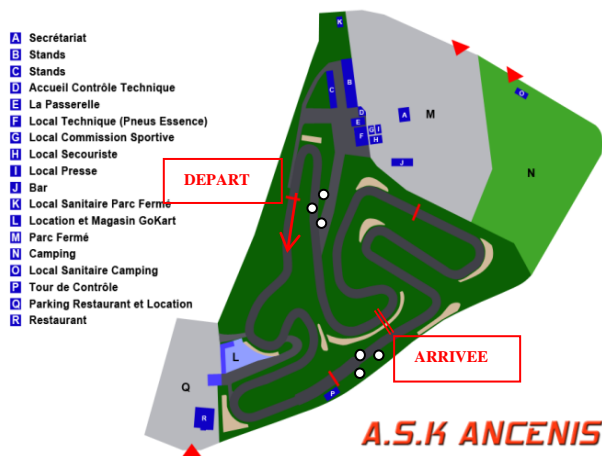 A Secrétariat
B Stands
C Stands
D Accueil Contrôle Technique
E La Passerelle
F Local Technique (Pneus Essence)
G Local Commission Sportive
H Local Secouriste
I Local Presse
J Bar
K Local Sanitaire Parc Fermé
L Location et Magasin GoKart
M Parc Fermé
N Camping
O Local Sanitaire Camping
P Tour de Contrôle
Q Parking Restaurant et Location
R Restaurant
K
C
B
D
E
F
G I
H
A
M
J
O
N
DEPART
ARRIVEE
L
Q
R
P
A.S.K ANCENIS